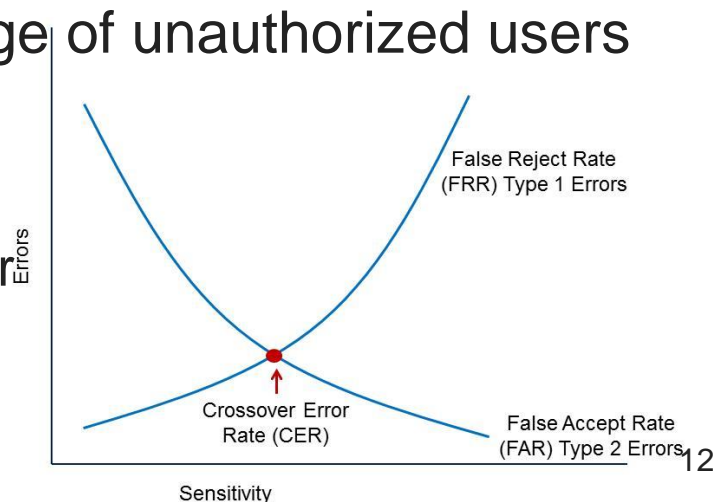 ge of unauthorized users
False Reject Rate
(FRR) Type 1 Errors
r
Errors
Crossover Error
Rate (CER)
False Accept Rate
(FAR) Type 2 Errors
12
Sensitivity